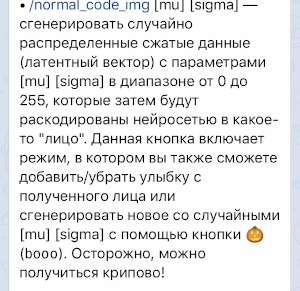 • /normal_code_img [mu] [sigma] —
сгенерировать случайно
распределенные сжатые данные
(латентный вектор) с параметрами
[mu] [sigma] в диапазоне от 0 до
255, которые затем будут
раскодированы нейросетью в какое-
то "лицо". Данная кнопка включает
режим, в котором вы также сможете
добавить/убрать улыбку с
полученного лица или
сгенерировать новое со случайными
[mu] [sigma] с помощью кнопки 🎃
(booo). Осторожно, можно
получиться крипово!